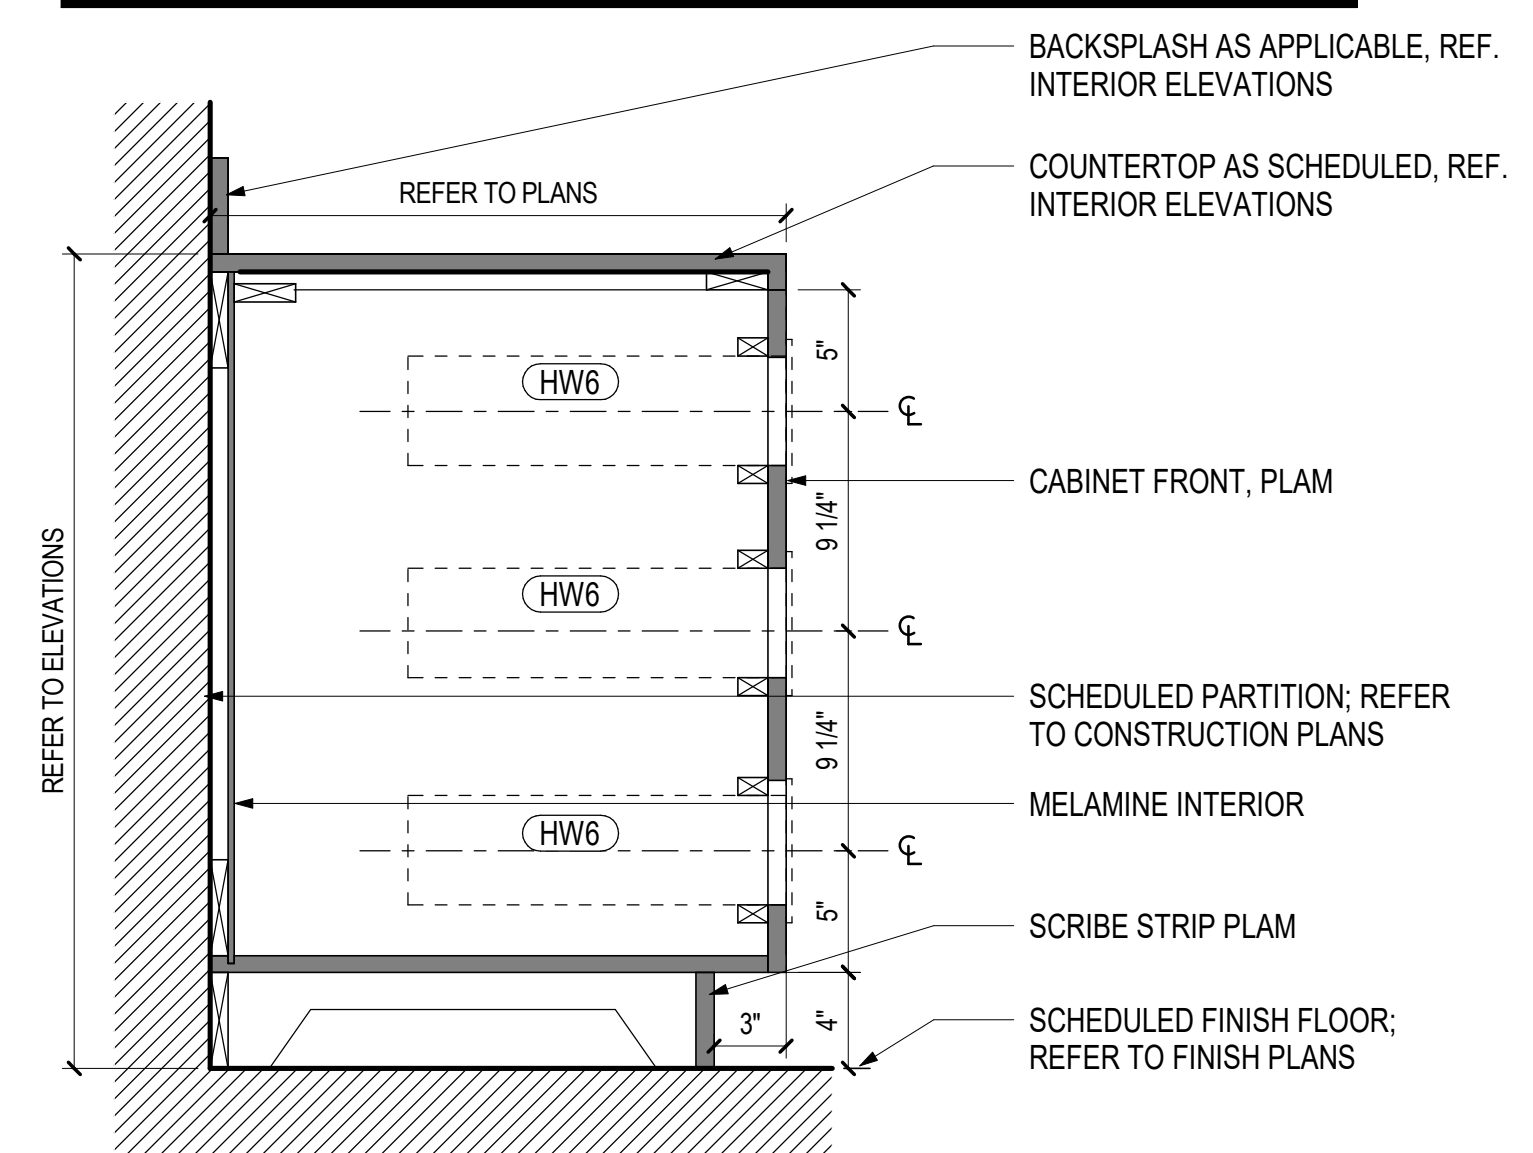 BACKSPLASH AS APPLICABLE, REF.
INTERIOR ELEVATIONS
COUNTERTOP AS SCHEDULED, REF.
INTERIOR ELEVATIONS
REFER TO PLANS
5"
HW6
℄
CABINET FRONT, PLAM
9 1/4"
HW6
℄
REFER TO ELEVATIONS
SCHEDULED PARTITION; REFER
TO CONSTRUCTION PLANS
9 1/4"
MELAMINE INTERIOR
HW6
℄
5"
SCRIBE STRIP PLAM
3"
4"
SCHEDULED FINISH FLOOR;
REFER TO FINISH PLANS